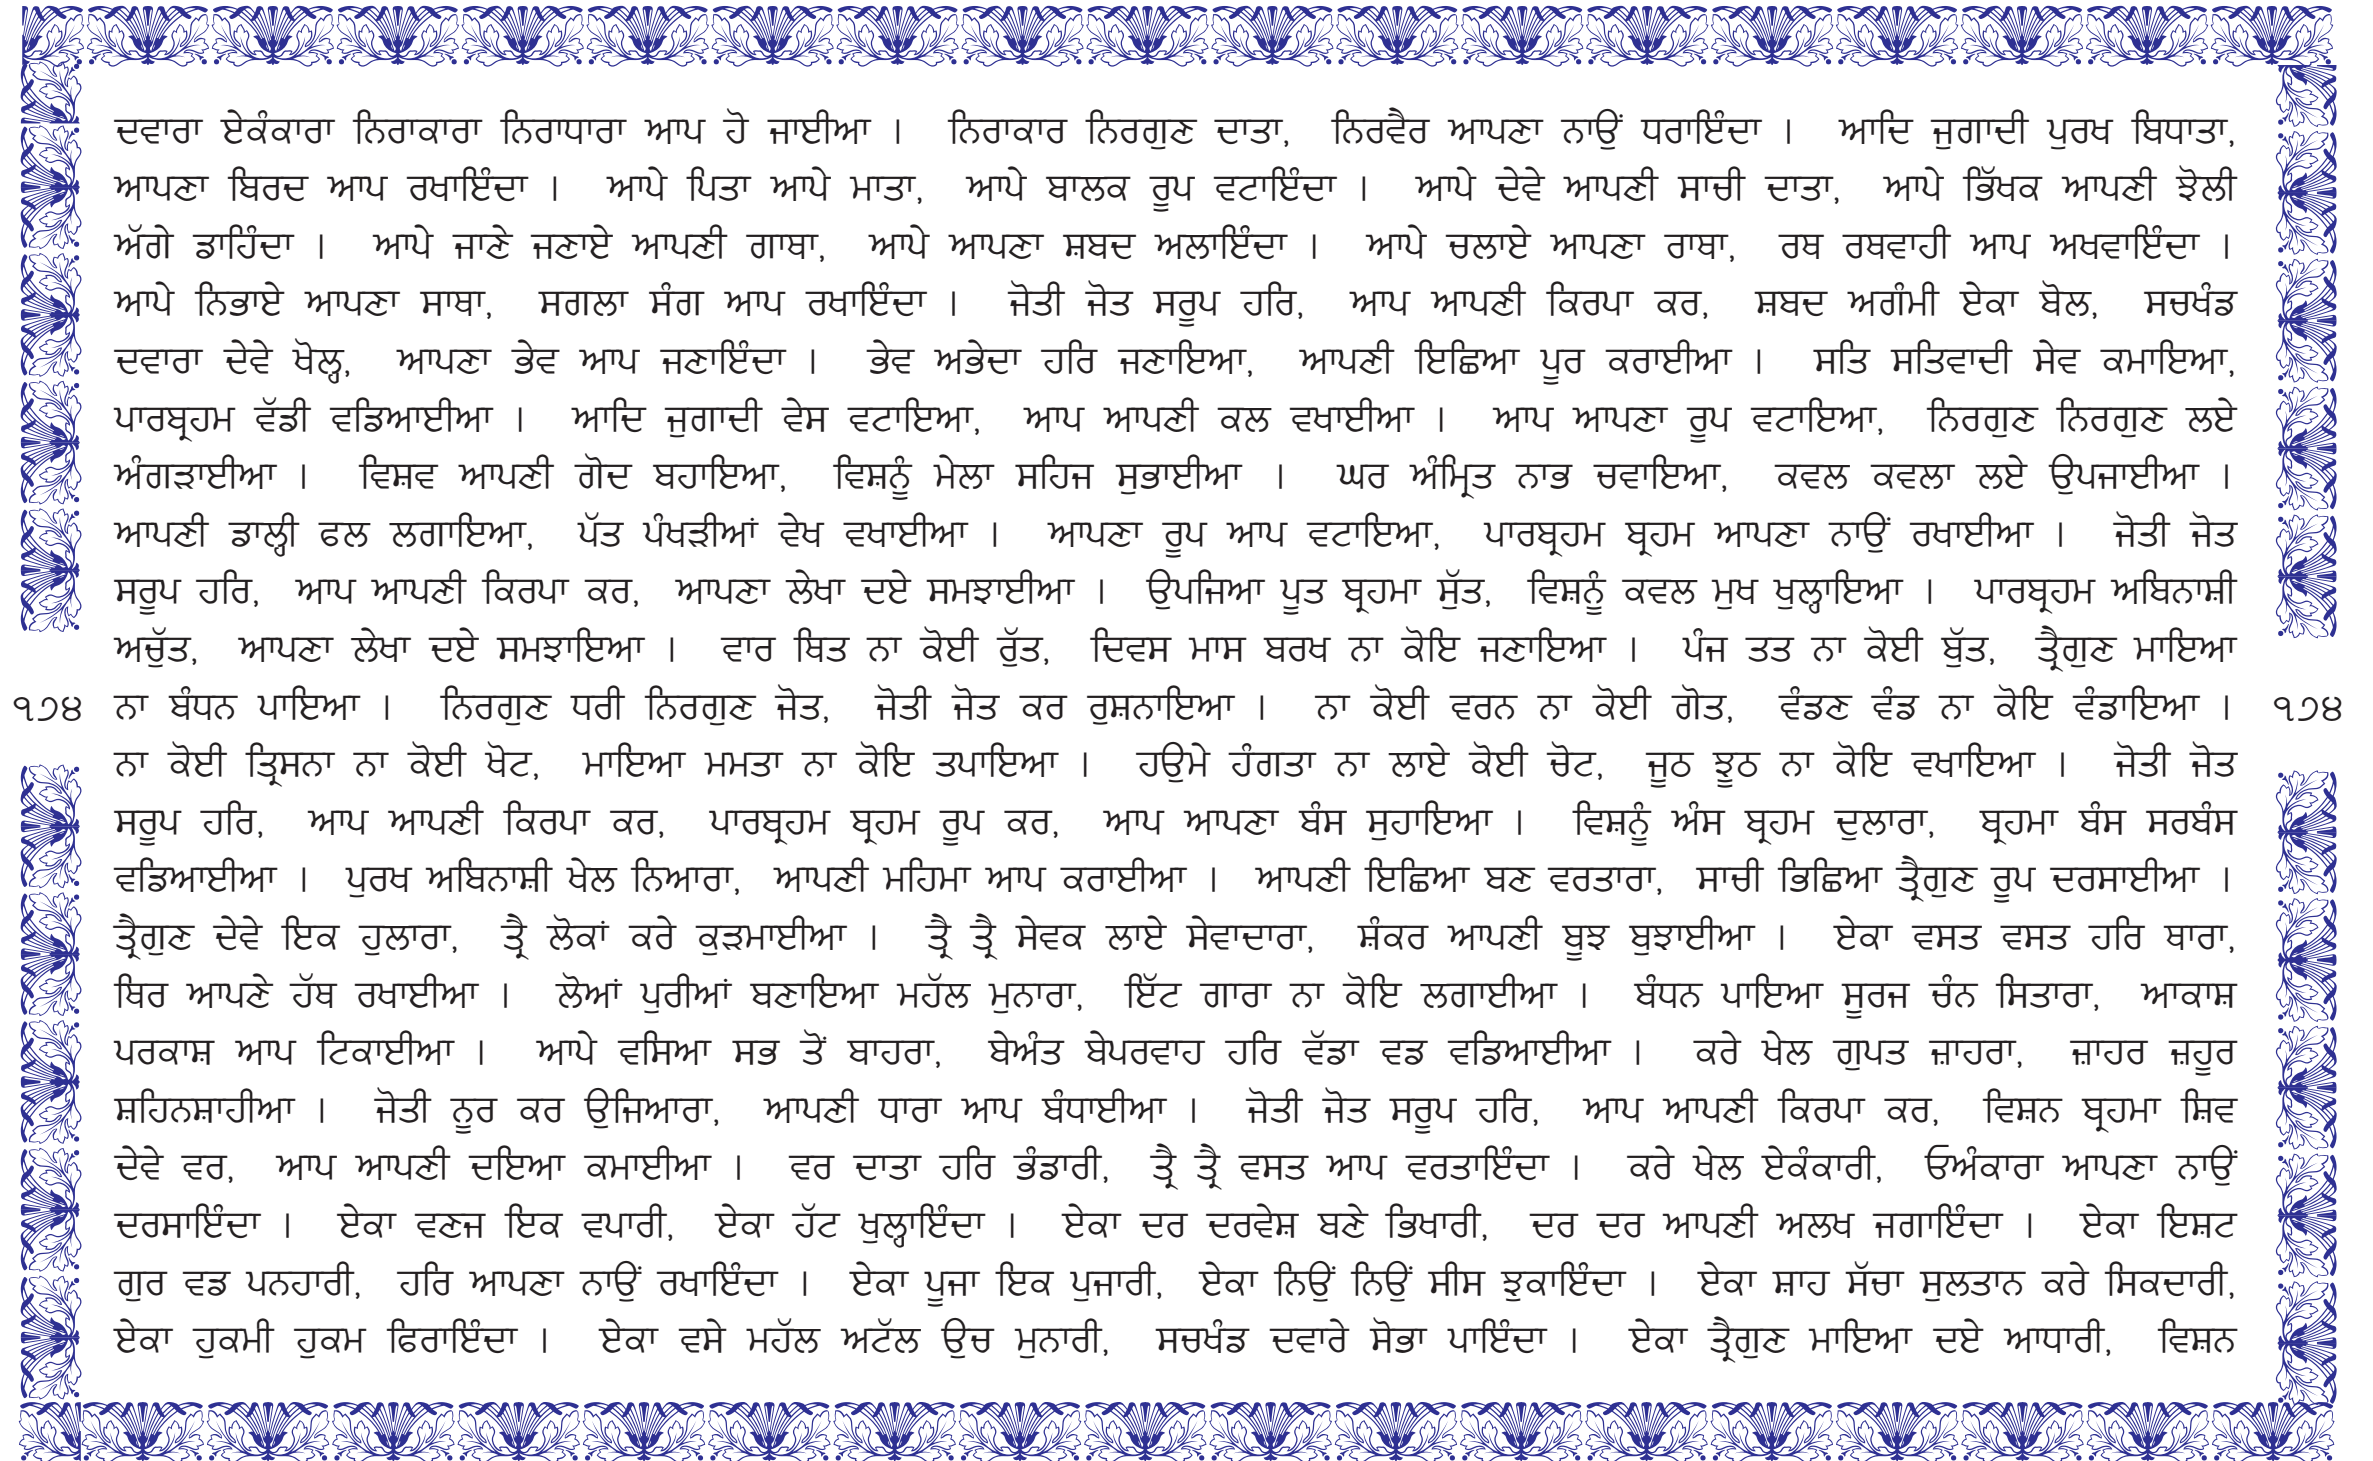 ਦਵਾਰਾ ਏਕੰਕਾਰਾ ਨਿਰਾਕਾਰਾ ਨਿਰਾਧਾਰਾ ਆਪ ਹੋ ਜਾਈਆ । ਨਿਰਾਕਾਰ ਨਿਰਗੁਣ ਦਾਤਾ, ਨਿਰਵੈਰ ਆਪਣਾ ਨਾਉਂ ਧਰਾਇੰਦਾ । ਆਦਿ ਜੁਗਾਦੀ ਪੁਰਖ ਬਿਧਾਤਾ,
ਆਪਣਾ ਬਿਰਦ ਆਪ ਰਖਾਇੰਦਾ । ਆਪੇ ਪਿਤਾ ਆਪੇ ਮਾਤਾ, ਆਪੇ ਬਾਲਕ ਰੂਪ ਵਟਾਇੰਦਾ । ਆਪੇ ਦੇਵੇ ਆਪਣੀ ਸਾਚੀ ਦਾਤਾ, ਆਪੇ ਭਿੱਖਕ ਆਪਣੀ ਝੋਲੀ
ਅੱਗੇ ਡਾਹਿੰਦਾ । ਆਪੇ ਜਾਣੇ ਜਣਾਏ ਆਪਣੀ ਗਾਥਾ, ਆਪੇ ਆਪਣਾ ਸ਼ਬਦ ਅਲਾਇੰਦਾ । ਆਪੇ ਚਲਾਏ ਆਪਣਾ ਰਾਥਾ, ਰਥ ਰਥਵਾਹੀ ਆਪ ਅਖਵਾਇੰਦਾ ।
ਆਪੇ ਨਿਭਾਏ ਆਪਣਾ ਸਾਥਾ, ਸਗਲਾ ਸੰਗ ਆਪ ਰਖਾਇੰਦਾ । ਜੋਤੀ ਜੋਤ ਸਰੂਪ ਹਰਿ, ਆਪ ਆਪਣੀ ਕਿਰਪਾ ਕਰ, ਸ਼ਬਦ ਅਗੰਮੀ ਏਕਾ ਬੋਲ, ਸਚਖੰਡ
ਦਵਾਰਾ ਦੇਵੇ ਖੋਲ੍ਹ, ਆਪਣਾ ਭੇਵ ਆਪ ਜਣਾਇੰਦਾ । ਭੇਵ ਅਭੇਦਾ ਹਰਿ ਜਣਾਇਆ, ਆਪਣੀ ਇਛਿਆ ਪੂਰ ਕਰਾਈਆ । ਸਤਿ ਸਤਿਵਾਦੀ ਸੇਵ ਕਮਾਇਆ,
ਪਾਰਬ੍ਰਹਮ ਵੱਡੀ ਵਡਿਆਈਆ । ਆਦਿ ਜੁਗਾਦੀ ਵੇਸ ਵਟਾਇਆ, ਆਪ ਆਪਣੀ ਕਲ ਵਖਾਈਆ । ਆਪ ਆਪਣਾ ਰੂਪ ਵਟਾਇਆ, ਨਿਰਗੁਣ ਨਿਰਗੁਣ ਲਏ
ਅੰਗੜਾਈਆ । ਵਿਸ਼ਵ ਆਪਣੀ ਗੋਦ ਬਹਾਇਆ, ਵਿਸ਼ਨੂੰ ਮੇਲਾ ਸਹਿਜ ਸੁਭਾਈਆ । ਘਰ ਅੰਮ੍ਰਿਤ ਨਾਭ ਚਵਾਇਆ, ਕਵਲ ਕਵਲਾ ਲਏ ਉਪਜਾਈਆ ।
ਆਪਣੀ ਡਾਲ੍ਹੀ ਫਲ ਲਗਾਇਆ, ਪੱਤ ਪੰਖੜੀਆਂ ਵੇਖ ਵਖਾਈਆ । ਆਪਣਾ ਰੂਪ ਆਪ ਵਟਾਇਆ, ਪਾਰਬ੍ਰਹਮ ਬ੍ਰਹਮ ਆਪਣਾ ਨਾਉਂ ਰਖਾਈਆ । ਜੋਤੀ ਜੋਤ
ਸਰੂਪ ਹਰਿ, ਆਪ ਆਪਣੀ ਕਿਰਪਾ ਕਰ, ਆਪਣਾ ਲੇਖਾ ਦਏ ਸਮਝਾਈਆ । ਉਪਜਿਆ ਪੂਤ ਬ੍ਰਹਮਾ ਸੁੱਤ, ਵਿਸ਼ਨੂੰ ਕਵਲ ਮੁਖ ਖੁਲ੍ਹਾਇਆ । ਪਾਰਬ੍ਰਹਮ ਅਬਿਨਾਸ਼ੀ
ਅਚੁੱਤ, ਆਪਣਾ ਲੇਖਾ ਦਏ ਸਮਝਾਇਆ । ਵਾਰ ਥਿਤ ਨਾ ਕੋਈ ਰੁੱਤ, ਦਿਵਸ ਮਾਸ ਬਰਖ ਨਾ ਕੋਇ ਜਣਾਇਆ । ਪੰਜ ਤਤ ਨਾ ਕੋਈ ਬੁੱਤ, ਤ੍ਰੈਗੁਣ ਮਾਇਆ
੧੭੪ ਨਾ ਬੰਧਨ ਪਾਇਆ । ਨਿਰਗੁਣ ਧਰੀ ਨਿਰਗੁਣ ਜੋਤ, ਜੋਤੀ ਜੋਤ ਕਰ ਰੁਸ਼ਨਾਇਆ । ਨਾ ਕੋਈ ਵਰਨ ਨਾ ਕੋਈ ਗੋਤ, ਵੰਡਣ ਵੰਡ ਨਾ ਕੋਇ ਵੰਡਾਇਆ । ੧੭੪
ਨਾ ਕੋਈ ਤ੍ਰਿਸਨਾ ਨਾ ਕੋਈ ਖੋਟ, ਮਾਇਆ ਮਮਤਾ ਨਾ ਕੋਇ ਤਪਾਇਆ । ਹਉਮੇ ਹੰਗਤਾ ਨਾ ਲਾਏ ਕੋਈ ਚੋਟ, ਜੂਠ ਝੂਠ ਨਾ ਕੋਇ ਵਖਾਇਆ । ਜੋਤੀ ਜੋਤ
ਸਰੂਪ ਹਰਿ, ਆਪ ਆਪਣੀ ਕਿਰਪਾ ਕਰ, ਪਾਰਬ੍ਰਹਮ ਬ੍ਰਹਮ ਰੂਪ ਕਰ, ਆਪ ਆਪਣਾ ਬੰਸ ਸੁਹਾਇਆ । ਵਿਸ਼ਨੂੰ ਅੰਸ ਬ੍ਰਹਮ ਦੁਲਾਰਾ, ਬ੍ਰਹਮਾ ਬੰਸ ਸਰਬੰਸ
ਵਡਿਆਈਆ । ਪੁਰਖ ਅਬਿਨਾਸ਼ੀ ਖੇਲ ਨਿਆਰਾ, ਆਪਣੀ ਮਹਿਮਾ ਆਪ ਕਰਾਈਆ । ਆਪਣੀ ਇਛਿਆ ਬਣ ਵਰਤਾਰਾ, ਸਾਚੀ ਭਿਛਿਆ ਤ੍ਰੈਗੁਣ ਰੂਪ ਦਰਸਾਈਆ ।
ਤ੍ਰੈਗੁਣ ਦੇਵੇ ਇਕ ਹੁਲਾਰਾ, ਤ੍ਰੈ ਲੋਕਾਂ ਕਰੇ ਕੁੜਮਾਈਆ । ਤ੍ਰੈ ਤ੍ਰੈ ਸੇਵਕ ਲਾਏ ਸੇਵਾਦਾਰਾ, ਸ਼ੰਕਰ ਆਪਣੀ ਬੂਝ ਬੁਝਾਈਆ । ਏਕਾ ਵਸਤ ਵਸਤ ਹਰਿ ਥਾਰਾ,
ਥਿਰ ਆਪਣੇ ਹੱਥ ਰਖਾਈਆ । ਲੋਆਂ ਪੁਰੀਆਂ ਬਣਾਇਆ ਮਹੱਲ ਮੁਨਾਰਾ, ਇੱਟ ਗਾਰਾ ਨਾ ਕੋਇ ਲਗਾਈਆ । ਬੰਧਨ ਪਾਇਆ ਸੂਰਜ ਚੰਨ ਸਿਤਾਰਾ, ਆਕਾਸ਼
ਪਰਕਾਸ਼ ਆਪ ਟਿਕਾਈਆ । ਆਪੇ ਵਸਿਆ ਸਭ ਤੋਂ ਬਾਹਰਾ, ਬੇਅੰਤ ਬੇਪਰਵਾਹ ਹਰਿ ਵੱਡਾ ਵਡ ਵਡਿਆਈਆ । ਕਰੇ ਖੇਲ ਗੁਪਤ ਜ਼ਾਹਰਾ, ਜ਼ਾਹਰ ਜ਼ਹੂਰ
ਸ਼ਹਿਨਸ਼ਾਹੀਆ । ਜੋਤੀ ਨੂਰ ਕਰ ਉਜਿਆਰਾ, ਆਪਣੀ ਧਾਰਾ ਆਪ ਬੰਧਾਈਆ । ਜੋਤੀ ਜੋਤ ਸਰੂਪ ਹਰਿ, ਆਪ ਆਪਣੀ ਕਿਰਪਾ ਕਰ, ਵਿਸ਼ਨ ਬ੍ਰਹਮਾ ਸ਼ਿਵ
ਦੇਵੇ ਵਰ, ਆਪ ਆਪਣੀ ਦਇਆ ਕਮਾਈਆ । ਵਰ ਦਾਤਾ ਹਰਿ ਭੰਡਾਰੀ, ਤ੍ਰੈ ਤ੍ਰੈ ਵਸਤ ਆਪ ਵਰਤਾਇੰਦਾ । ਕਰੇ ਖੇਲ ਏਕੰਕਾਰੀ, ਓਅੰਕਾਰਾ ਆਪਣਾ ਨਾਉਂ
ਦਰਸਾਇੰਦਾ । ਏਕਾ ਵਣਜ ਇਕ ਵਪਾਰੀ, ਏਕਾ ਹੱਟ ਖੁਲ੍ਹਾਇੰਦਾ । ਏਕਾ ਦਰ ਦਰਵੇਸ਼ ਬਣੇ ਭਿਖਾਰੀ, ਦਰ ਦਰ ਆਪਣੀ ਅਲਖ ਜਗਾਇੰਦਾ । ਏਕਾ ਇਸ਼ਟ
ਗੁਰ ਵਡ ਪਨਹਾਰੀ, ਹਰਿ ਆਪਣਾ ਨਾਉਂ ਰਖਾਇੰਦਾ । ਏਕਾ ਪੂਜਾ ਇਕ ਪੁਜਾਰੀ, ਏਕਾ ਨਿਉਂ ਨਿਉਂ ਸੀਸ ਝੁਕਾਇੰਦਾ । ਏਕਾ ਸ਼ਾਹ ਸੱਚਾ ਸੁਲਤਾਨ ਕਰੇ ਸਿਕਦਾਰੀ,
ਏਕਾ ਹੁਕਮੀ ਹੁਕਮ ਫਿਰਾਇੰਦਾ । ਏਕਾ ਵਸੇ ਮਹੱਲ ਅਟੱਲ ਉਚ ਮੁਨਾਰੀ, ਸਚਖੰਡ ਦਵਾਰੇ ਸੋਭਾ ਪਾਇੰਦਾ । ਏਕਾ ਤ੍ਰੈਗੁਣ ਮਾਇਆ ਦਏ ਆਧਾਰੀ, ਵਿਸ਼ਨ